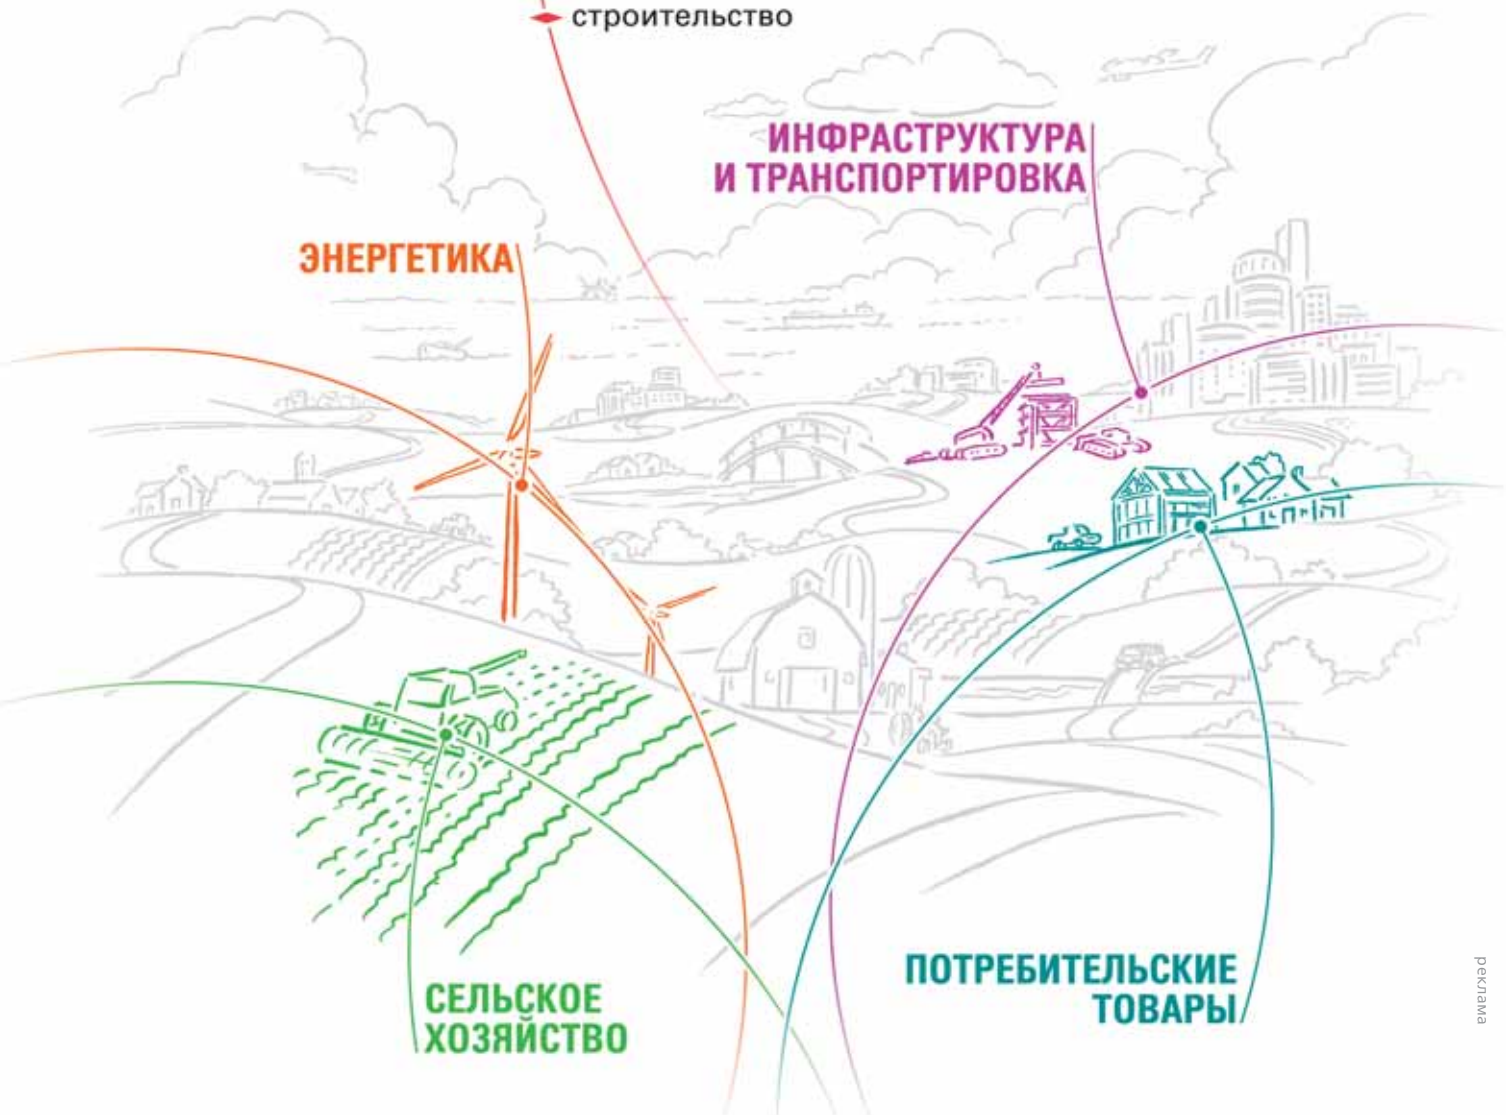 строительство
ИНФРАСТРУКТУРА
И ТРАНСПОРТИРОВКА
ЭНЕРГЕТИКА
СЕЛЬСКОЕ
ХОЗЯЙСТВО
ПОТРЕБИТЕЛЬСКИЕ
ТОВАРЫ
реклама